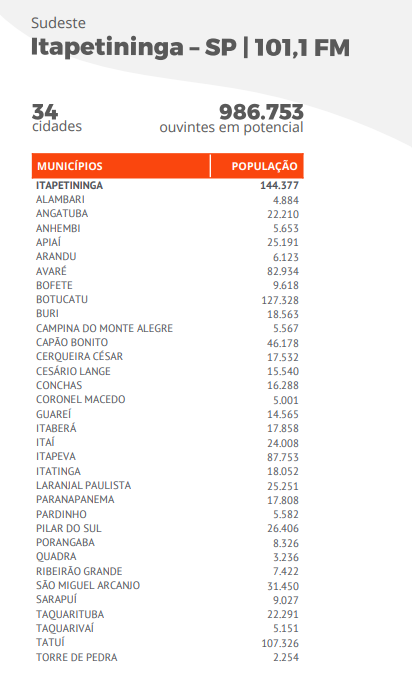 Sudeste
Itapetininga – SP | 101,1 FM
34 986.753
cidades ouvintes em potencial
MUNICÍPIOS POPULAÇÃO
ITAPETININGA 144.377
ALAMBARI 4.884
ANGATUBA 22.210
ANHEMBI 5.653
APIAÍ 25.191
ARANDU 6.123
AVARÉ 82.934
BOFETE 9.618
BOTUCATU 127.328
BURI 18.563
CAMPINA DO MONTE ALEGRE 5.567
CAPÃO BONITO 46.178
CERQUEIRA CÉSAR 17.532
CESÁRIO LANGE 15.540
CONCHAS 16.288
CORONEL MACEDO 5.001
GUAREÍ 14.565
ITABERÁ 17.858
ITAÍ 24.008
ITAPEVA 87.753
ITATINGA 18.052
LARANJAL PAULISTA 25.251
PARANAPANEMA 17.808
PARDINHO 5.582
PILAR DO SUL 26.406
PORANGABA 8.326
QUADRA 3.236
RIBEIRÃO GRANDE 7.422
SÃO MIGUEL ARCANJO 31.450
SARAPUÍ 9.027
TAQUARITUBA 22.291
TAQUARIVAÍ 5.151
TATUÍ 107.326
TORRE DE PEDRA 2.254